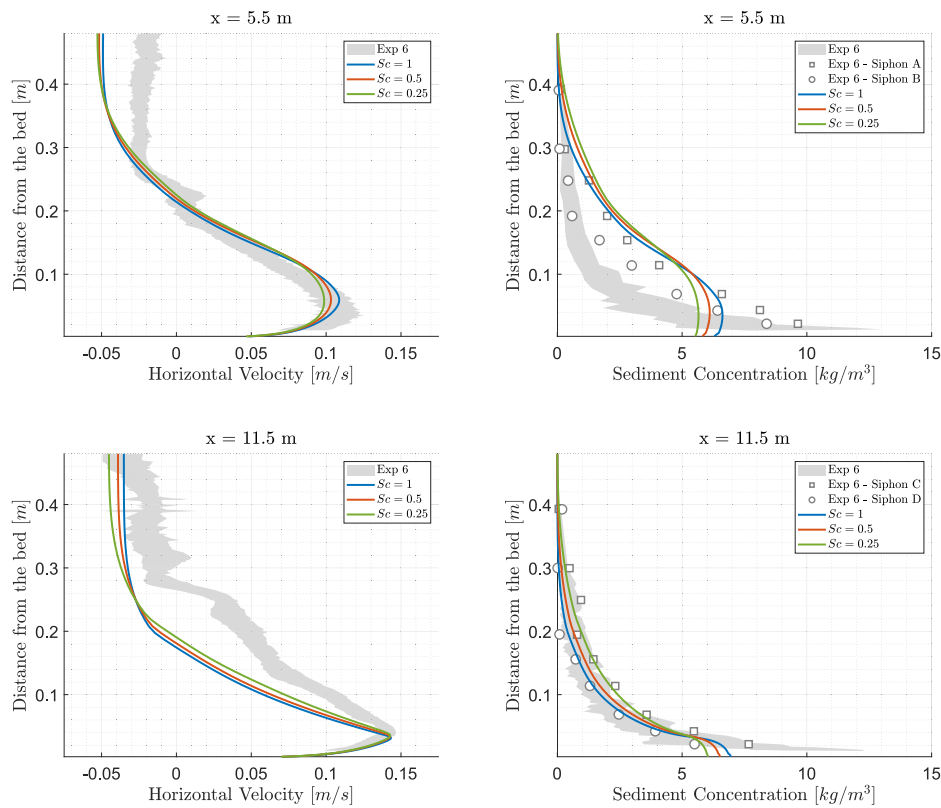 x = 5.5 m
0.4
0.3
0.2
0.1
Distance from the bed [m]
-0.05 0 0.05 0.1 0.15
Horizontal Velocity [m/s]
Exp 6
Sc = 1
Sc = 0.5
Sc = 0.25
x = 5.5 m
0.4
0.3
0.2
0.1
Distance from the bed [m]
0 5 10 15
Sediment Concentration [kg/m³]
Exp 6
Exp 6 - Siphon A
Exp 6 - Siphon B
Sc = 1
Sc = 0.5
Sc = 0.25
x = 11.5 m
0.4
0.3
0.2
0.1
Distance from the bed [m]
-0.05 0 0.05 0.1 0.15
Horizontal Velocity [m/s]
Exp 6
Sc = 1
Sc = 0.5
Sc = 0.25
x = 11.5 m
0.4
0.3
0.2
0.1
Distance from the bed [m]
0 5 10 15
Sediment Concentration [kg/m³]
Exp 6
Exp 6 - Siphon C
Exp 6 - Siphon D
Sc = 1
Sc = 0.5
Sc = 0.25